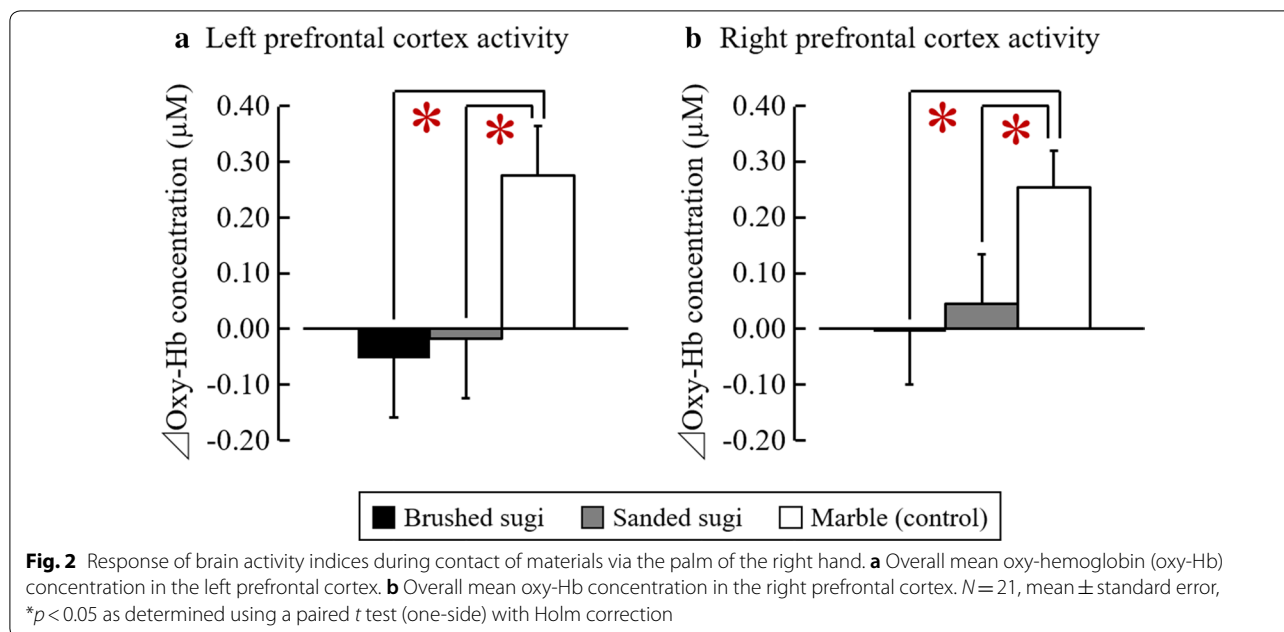 a Left prefrontal cortex activity
b Right prefrontal cortex activity
⊿Oxy-Hb concentration (µM)
0.40
0.30
0.20
0.10
0.00
-0.10
-0.20
* *
⊿Oxy-Hb concentration (µM)
0.40
0.30
0.20
0.10
0.00
-0.10
-0.20
* *
Brushed sugi Sanded sugi Marble (control)
Fig. 2 Response of brain activity indices during contact of materials via the palm of the right hand. a Overall mean oxy-hemoglobin (oxy-Hb)
concentration in the left prefrontal cortex. b Overall mean oxy-Hb concentration in the right prefrontal cortex. N = 21, mean ± standard error,
*p < 0.05 as determined using a paired t test (one-side) with Holm correction